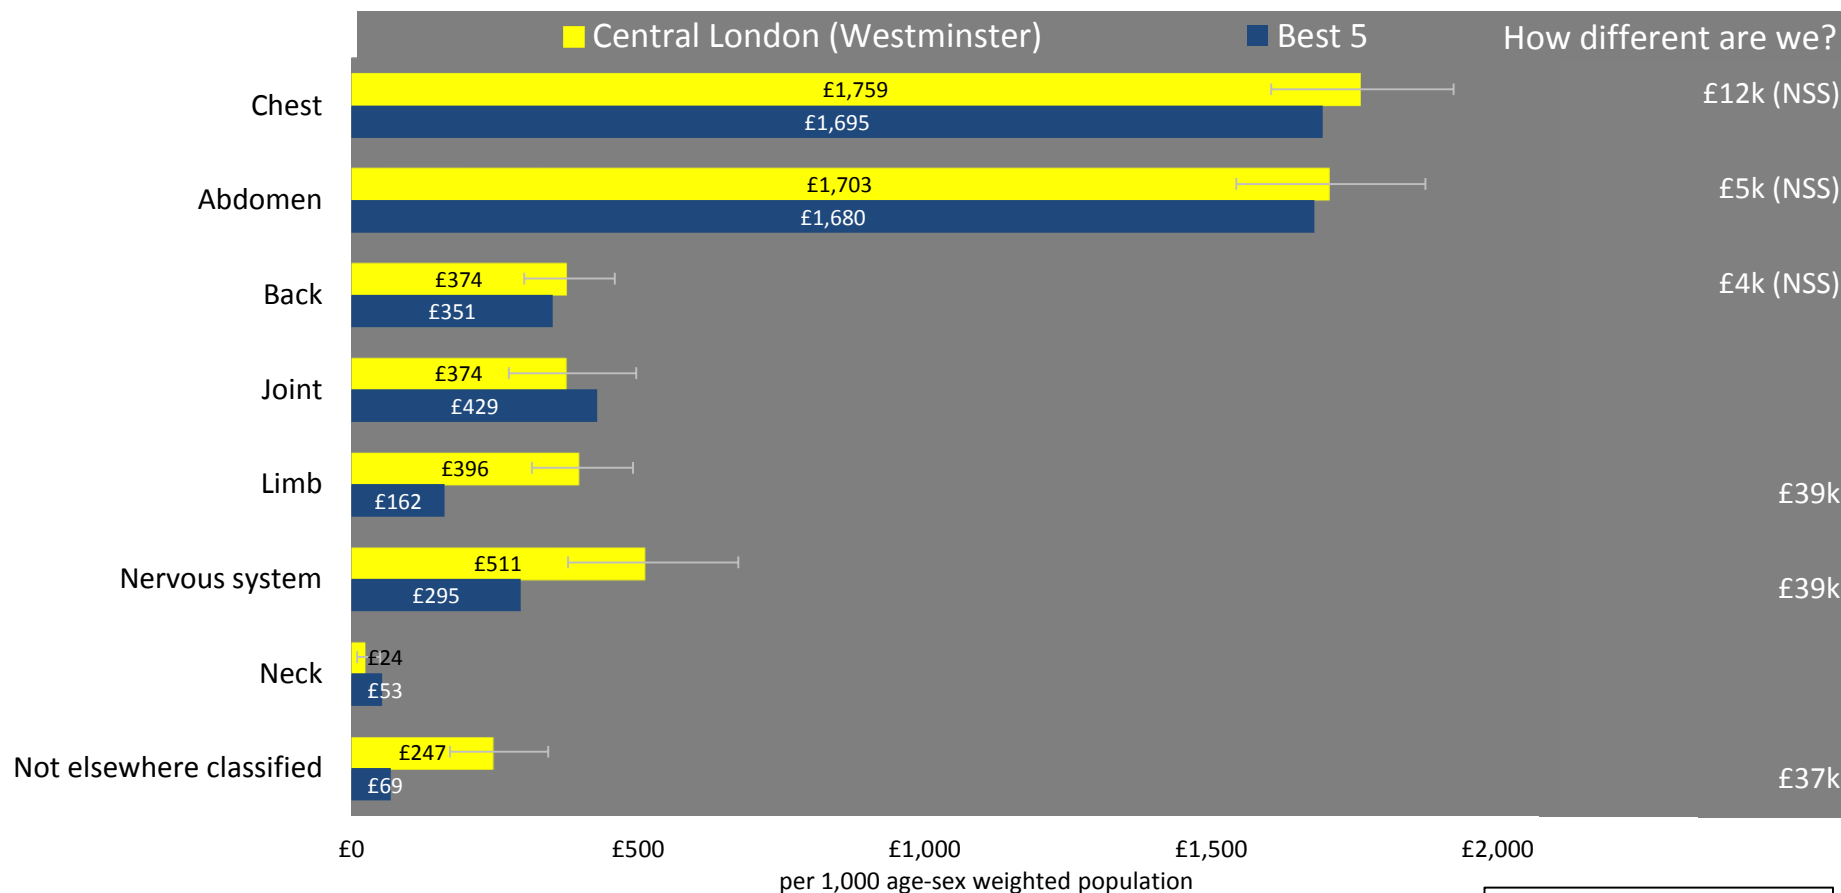 Central London (Westminster) Best 5 How different are we?
Chest £1,759 £12k (NSS)
£1,695
Abdomen £1,703 £5k (NSS)
£1,680
Back £374 £4k (NSS)
£351
Joint £374
£429
Limb £396
£162 £39k
Nervous system £511
£295 £39k
Neck £24
£53
Not elsewhere classified £247
£69 £37k
£0 £500 £1,000 £1,500 £2,000
per 1,000 age-sex weighted population